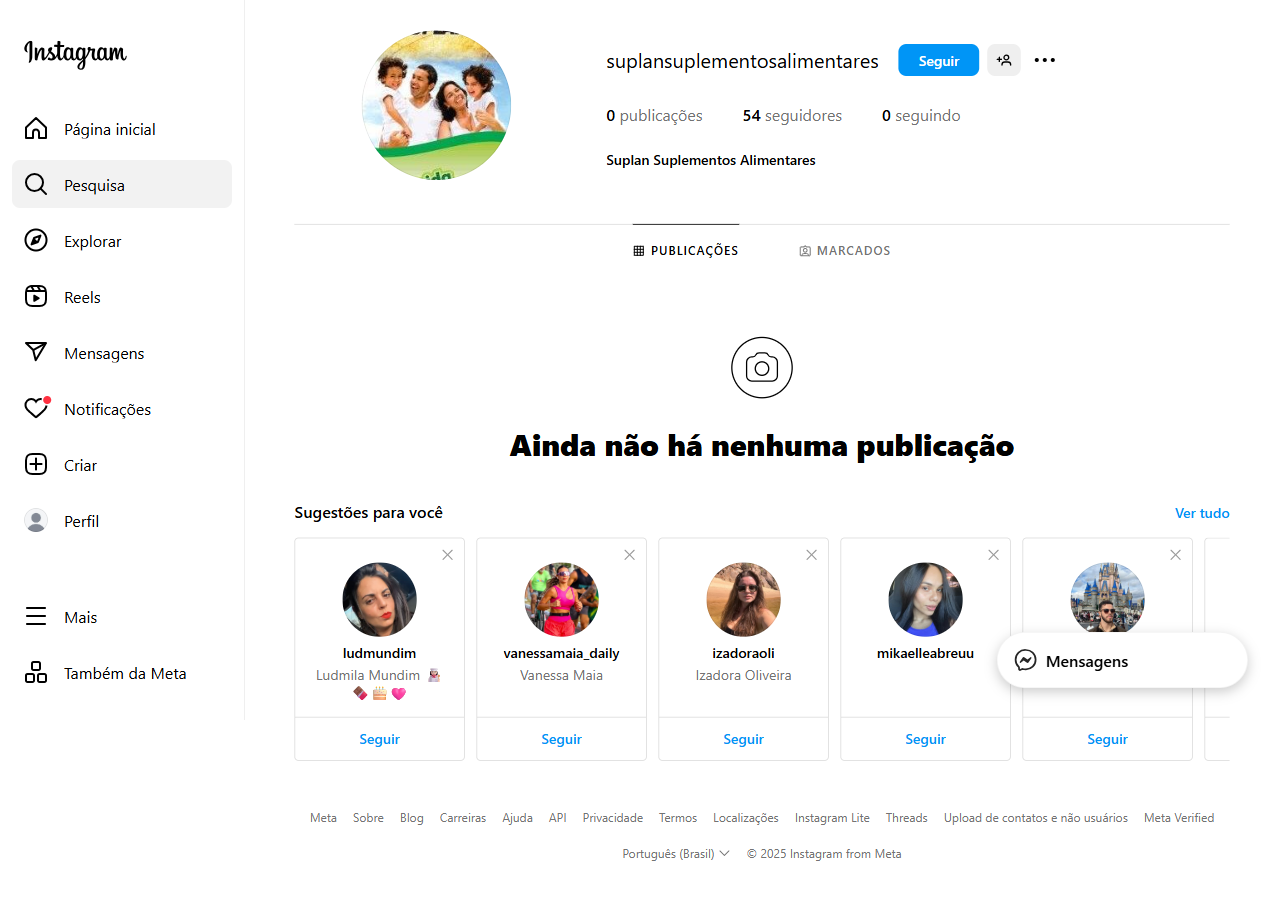 Instagram
Página inicial
Pesquisa
Explorar
Reels
Mensagens
Notificações
Criar
Perfil
Mais
Também da Meta
suplansuplementosalimentares
Seguir
0 publicações 54 seguidores 0 seguindo
Suplan Suplementos Alimentares
PUBLICAÇÕES MARCADOS
Ainda não há nenhuma publicação
Sugestões para você Ver tudo
ludmundim
Ludmila Mundim 👰🏻
🍫 🎂 💗
Seguir
vanessamaia_daily
Vanessa Maia
Seguir
izadoraoli
Izadora Oliveira
Seguir
mikaelleabreuu
Seguir
Seguir
Mensagens
Meta Sobre Blog Carreiras Ajuda API Privacidade Termos Localizações Instagram Lite Threads Upload de contatos e não usuários Meta Verified
Português (Brasil) © 2025 Instagram from Meta